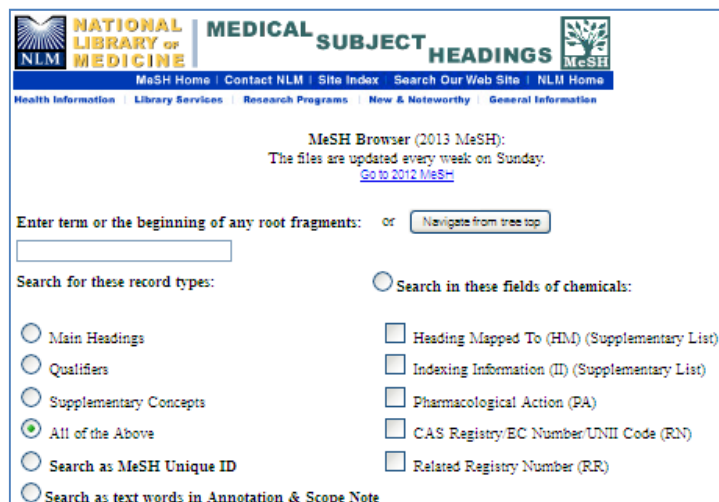 NATIONAL
LIBRARY OF
MEDICINE
NLM
MEDICAL
SUBJECT
HEADINGS
MeSH
MeSH Home | Contact NLM | Site Index | Search Our Web Site | NLM Home
Health Information | Library Services | Research Programs | New & Noteworthy | General Information
MeSH Browser (2013 MeSH):
The files are updated every week on Sunday.
Go to 2012 MeSH
Enter term or the beginning of any root fragments: or Navigate from tree top
Search for these record types: Search in these fields of chemicals:
Main Headings Heading Mapped To (HM) (Supplementary List)
Qualifiers Indexing Information (II) (Supplementary List)
Supplementary Concepts Pharmacological Action (PA)
All of the Above CAS Registry/EC Number/UNII Code (RN)
Search as MeSH Unique ID Related Registry Number (RR)
Search as text words in Annotation & Scope Note